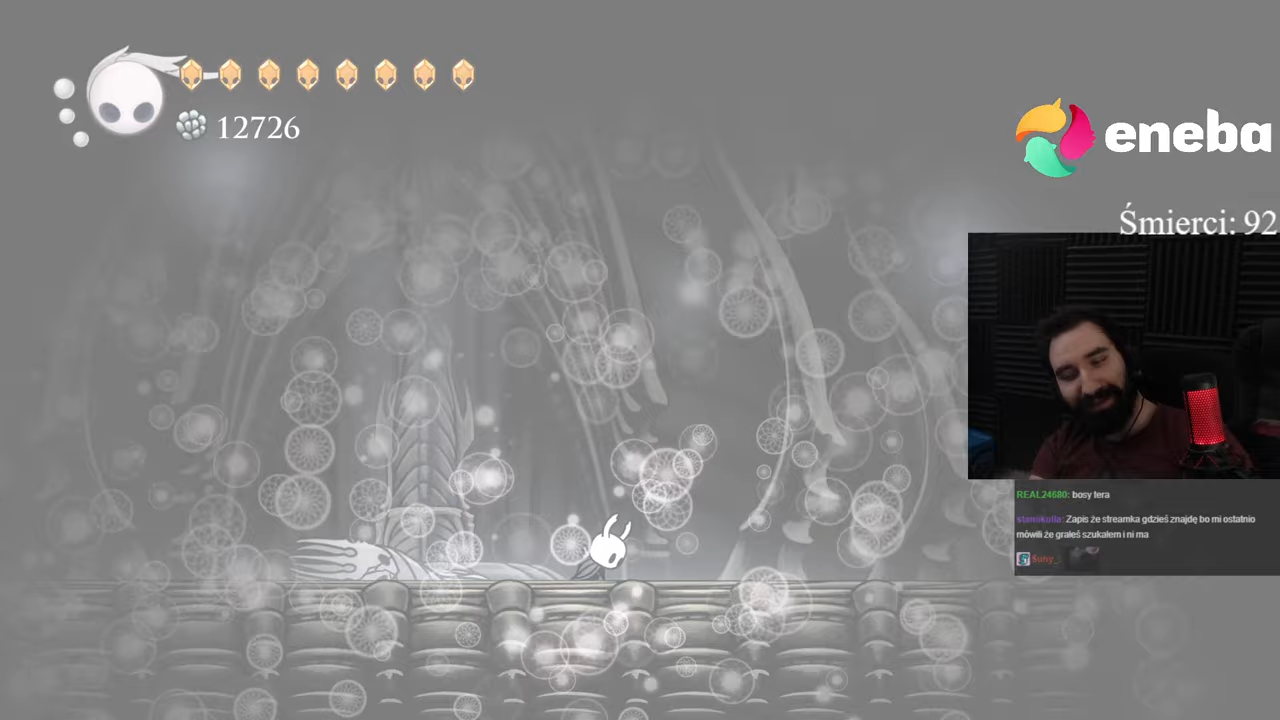 12726
eneba
Śmierci: 92
REAL24680: bosy tera
stannkulla: Zapis że streamka gdzieś znajdę bo mi ostatnio
mówili że grałeś szukałem i ni ma